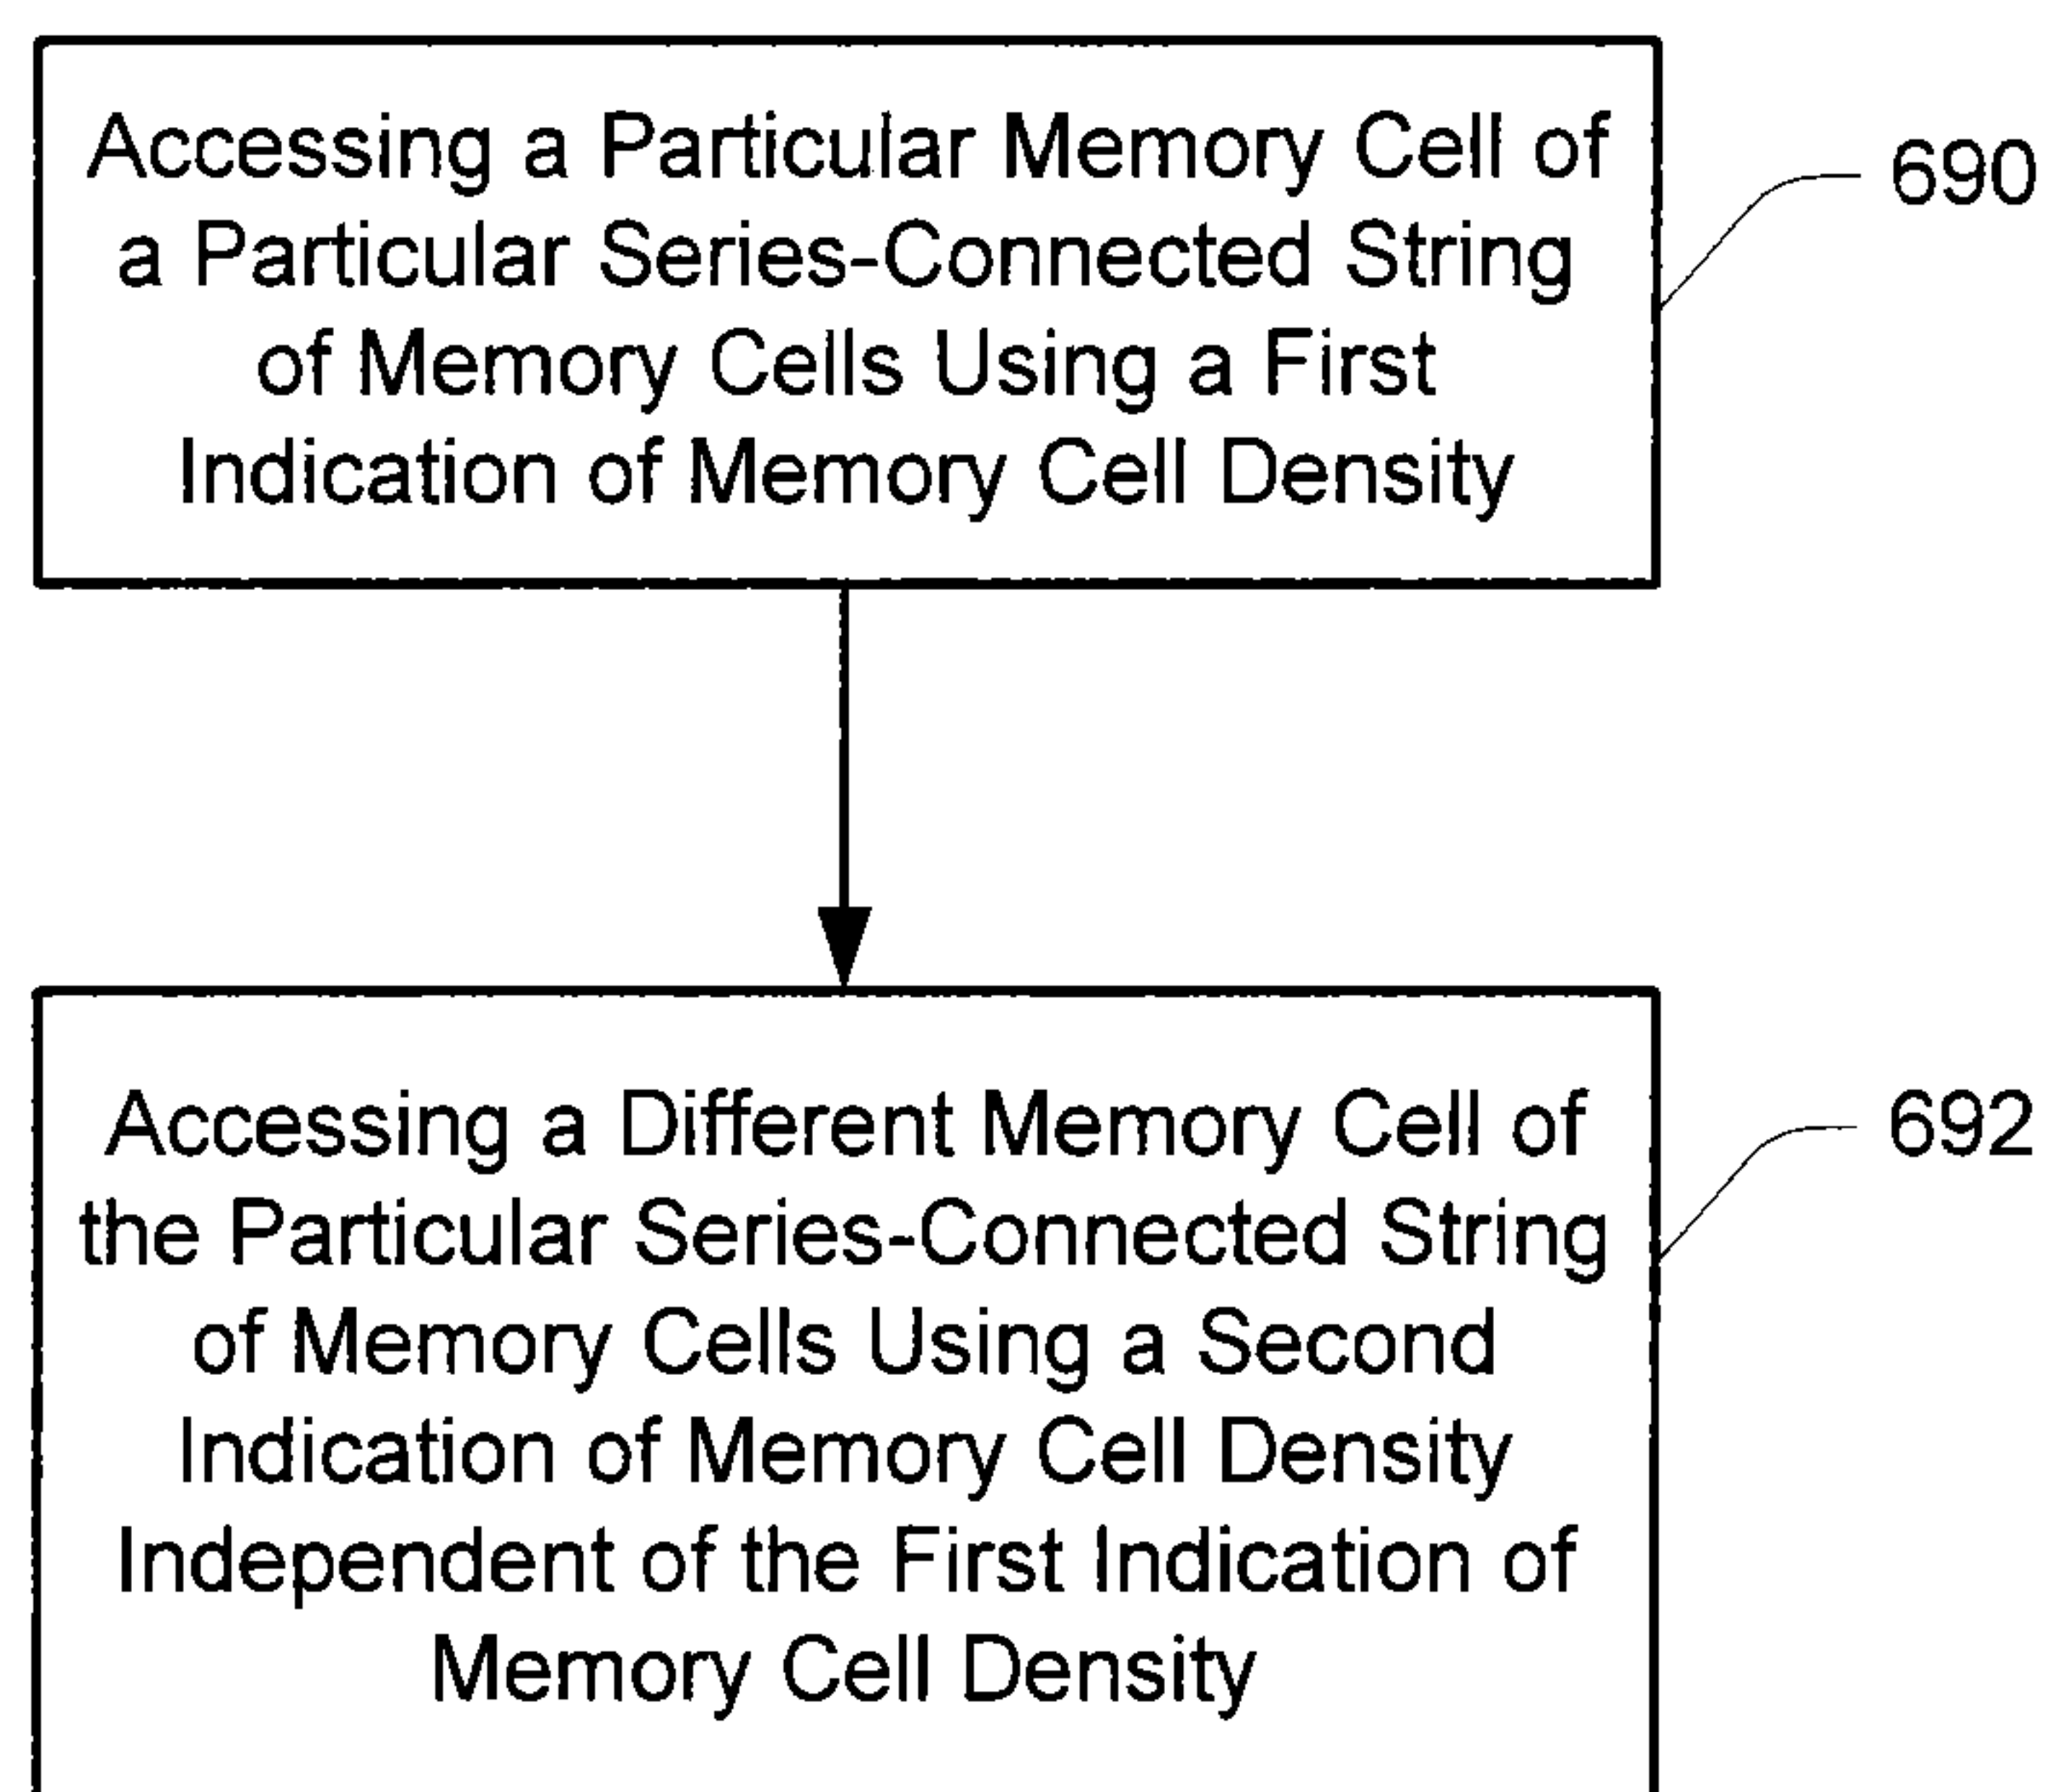 Accessing a Particular Memory Cell of
a Particular Series-Connected String
of Memory Cells Using a First
Indication of Memory Cell Density
690
Accessing a Different Memory Cell of
the Particular Series-Connected String
of Memory Cells Using a Second
Indication of Memory Cell Density
Independent of the First Indication of
Memory Cell Density
692